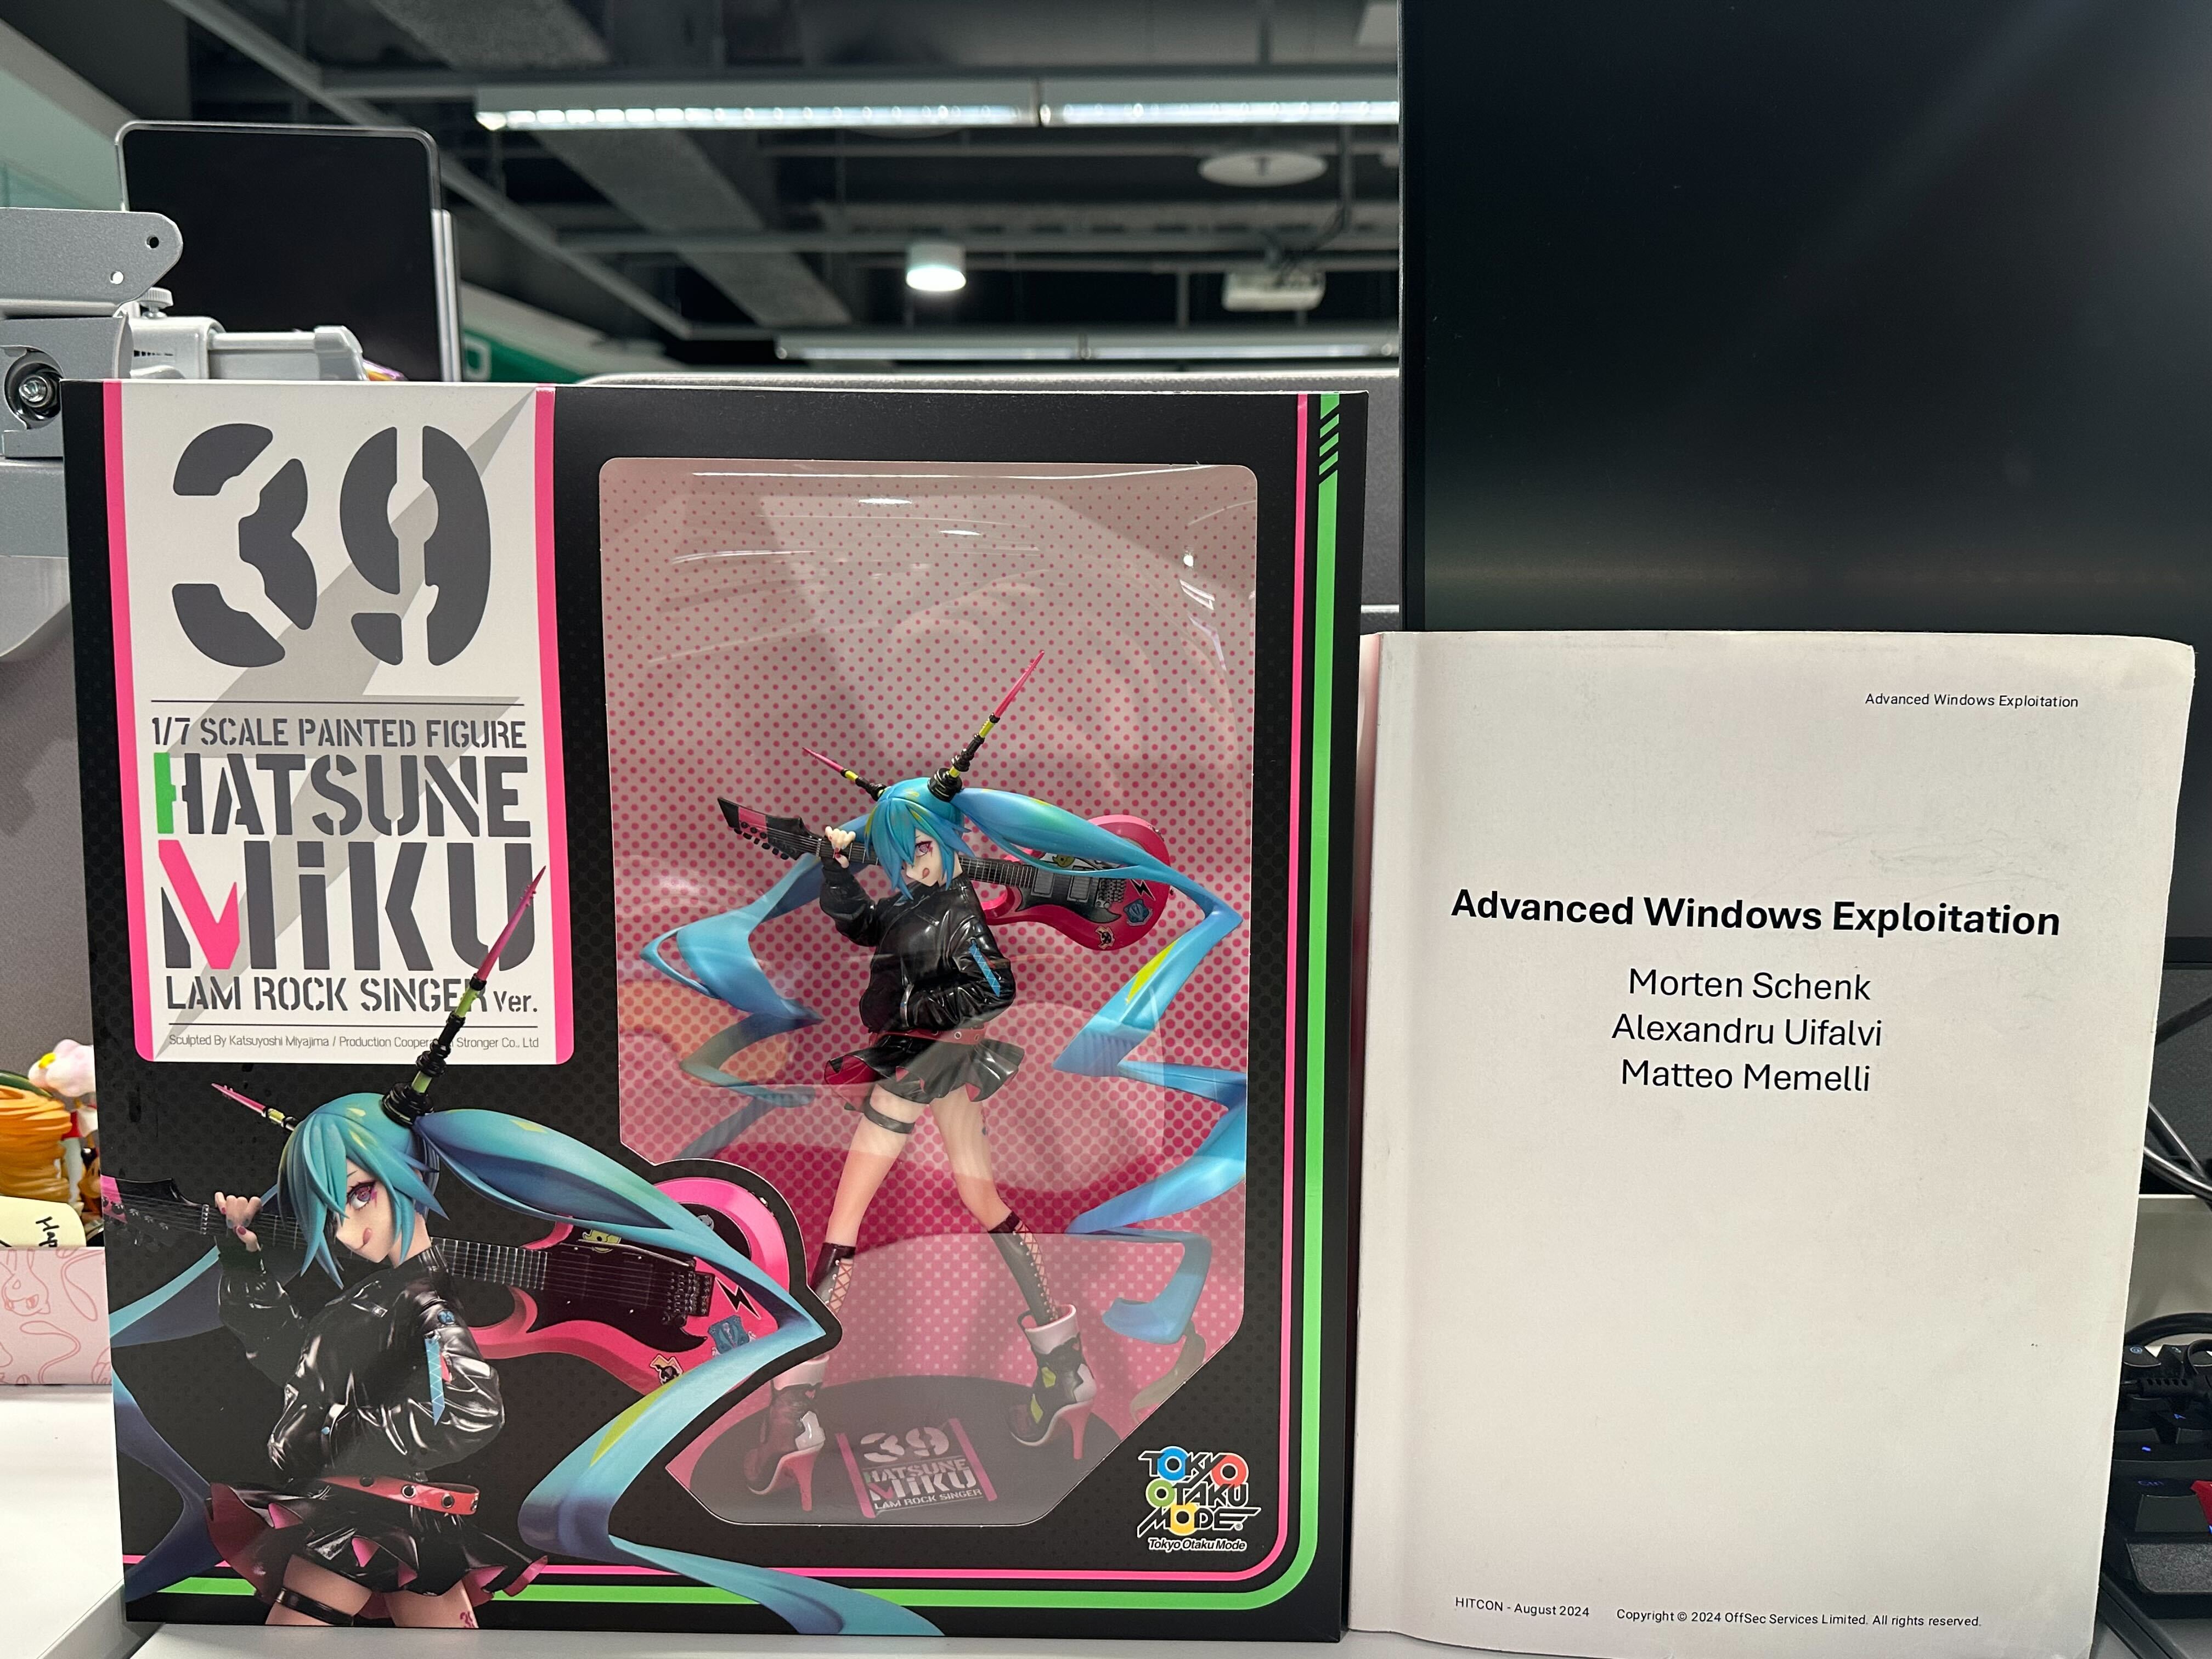 39
1/7 SCALE PAINTED FIGURE
HATSUNE
MiKU
LAM ROCK SINGER Ver.
Sculpted By Katsuyoshi Miyajima / Production Cooper Stronger Co., Ltd
39
HATSUNE
MiKU
LAM ROCK SINGER
TOKYO
OTAKU
MODE
Tokyo Otaku Mode
Advanced Windows Exploitation
Advanced Windows Exploitation
Morten Schenk
Alexandru Uifalvi
Matteo Memelli
HITCON - August 2024 Copyright © 2024 OffSec Services Limited. All rights reserved.
Hap